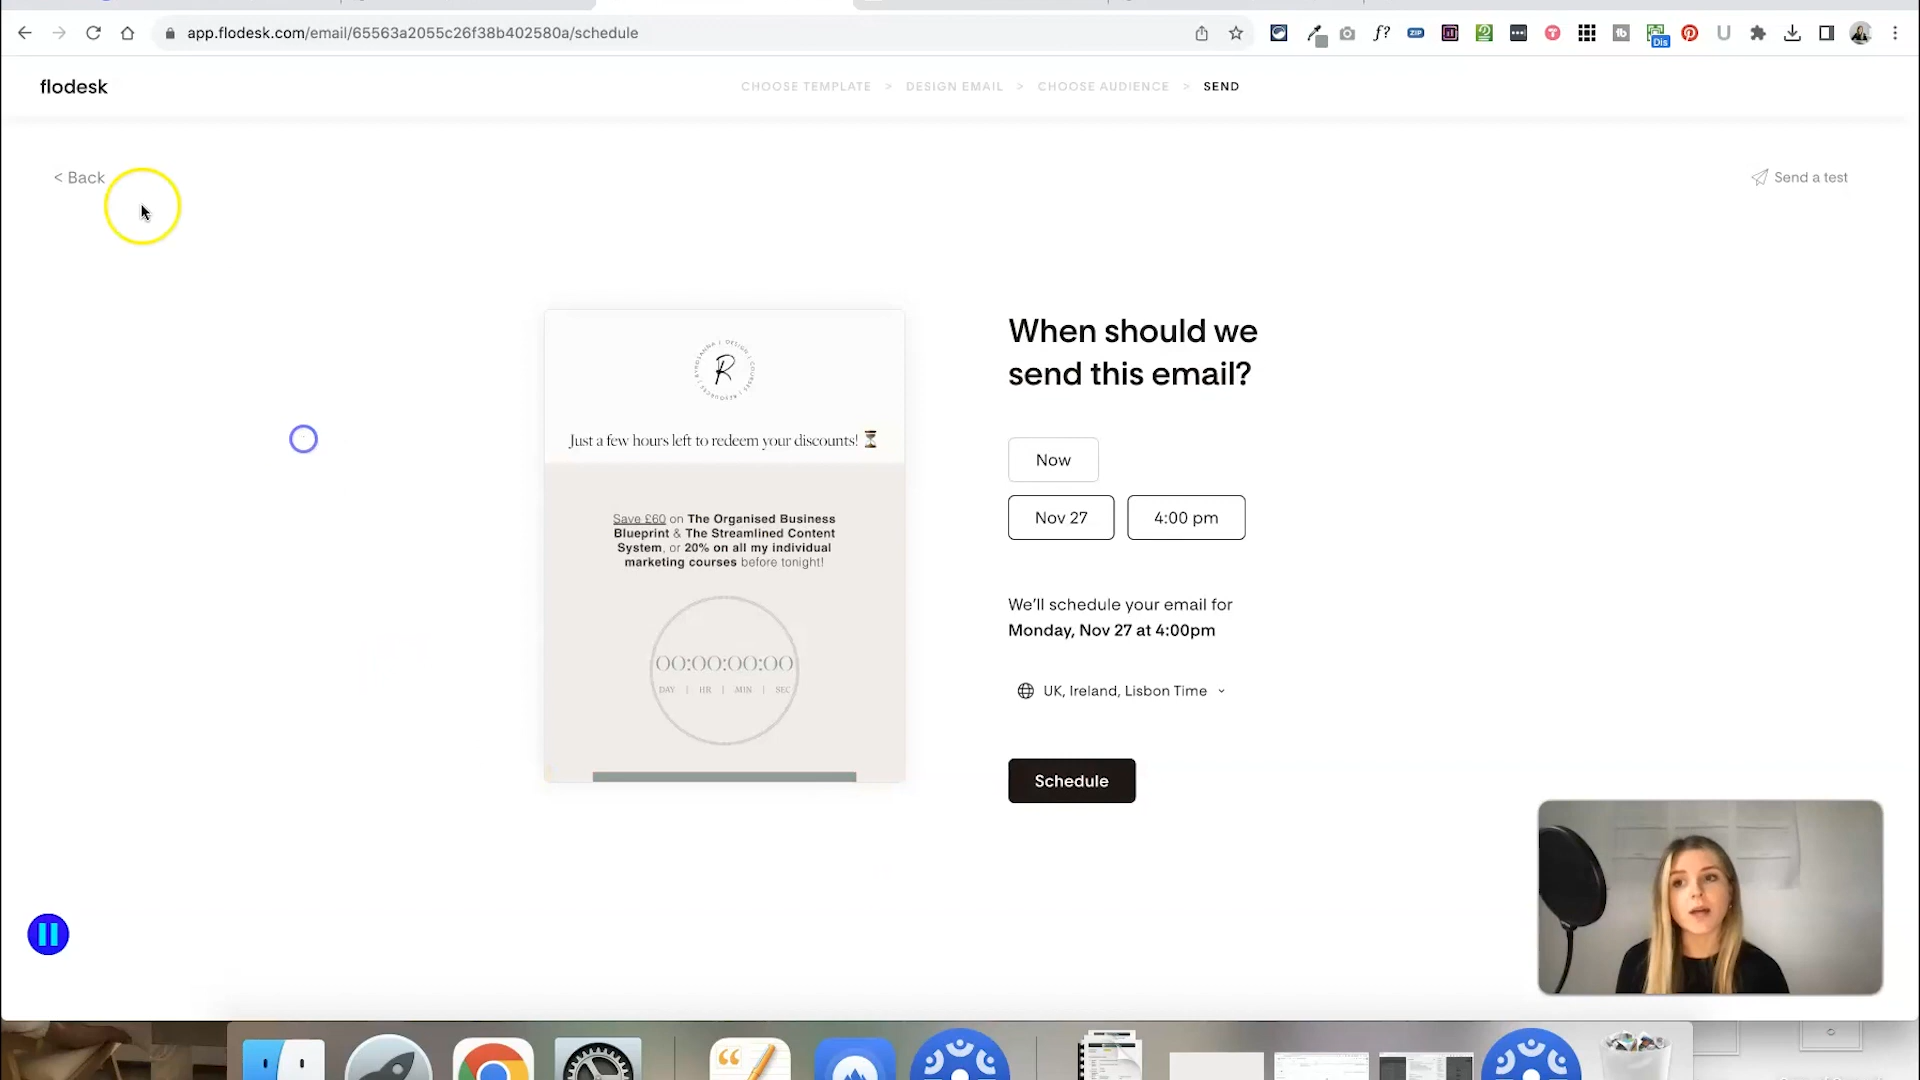 app.flodesk.com/email/65563a2055c26f38b402580a/schedule
f?
ZIP
Dis
flodesk
CHOOSE TEMPLATE > DESIGN EMAIL > CHOOSE AUDIENCE > SEND
< Back
Send a test
R
Just a few hours left to redeem your discounts! ⏳
Save £60 on The Organised Business
Blueprint & The Streamlined Content
System, or 20% on all my individual
marketing courses before tonight!
00:00:00:00
DAY | HR | MIN | SEC
When should we
send this email?
Now
Nov 27
4:00 pm
We'll schedule your email for
Monday, Nov 27 at 4:00pm
UK, Ireland, Lisbon Time
Schedule